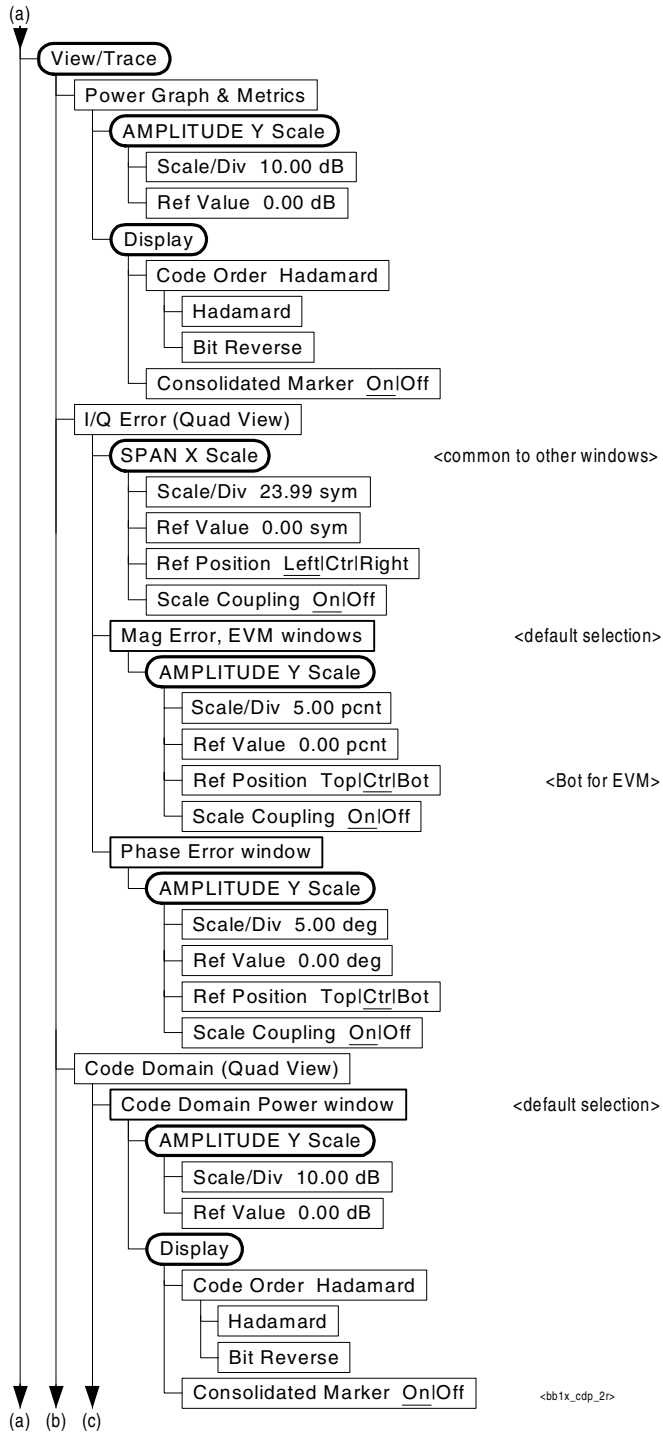 (a)
View/Trace
Power Graph & Metrics
AMPLITUDE Y Scale
Scale/Div 10.00 dB
Ref Value 0.00 dB
Display
Code Order Hadamard
Hadamard
Bit Reverse
Consolidated Marker On|Off
I/Q Error (Quad View)
SPAN X Scale <common to other windows>
Scale/Div 23.99 sym
Ref Value 0.00 sym
Ref Position Left|Ctr|Right
Scale Coupling On|Off
Mag Error, EVM windows <default selection>
AMPLITUDE Y Scale
Scale/Div 5.00 pcnt
Ref Value 0.00 pcnt
Ref Position Top|Ctr|Bot <Bot for EVM>
Scale Coupling On|Off
Phase Error window
AMPLITUDE Y Scale
Scale/Div 5.00 deg
Ref Value 0.00 deg
Ref Position Top|Ctr|Bot
Scale Coupling On|Off
Code Domain (Quad View)
Code Domain Power window <default selection>
AMPLITUDE Y Scale
Scale/Div 10.00 dB
Ref Value 0.00 dB
Display
Code Order Hadamard
Hadamard
Bit Reverse
Consolidated Marker On|Off <bb1x_cdp_2r>
(a) (b) (c)